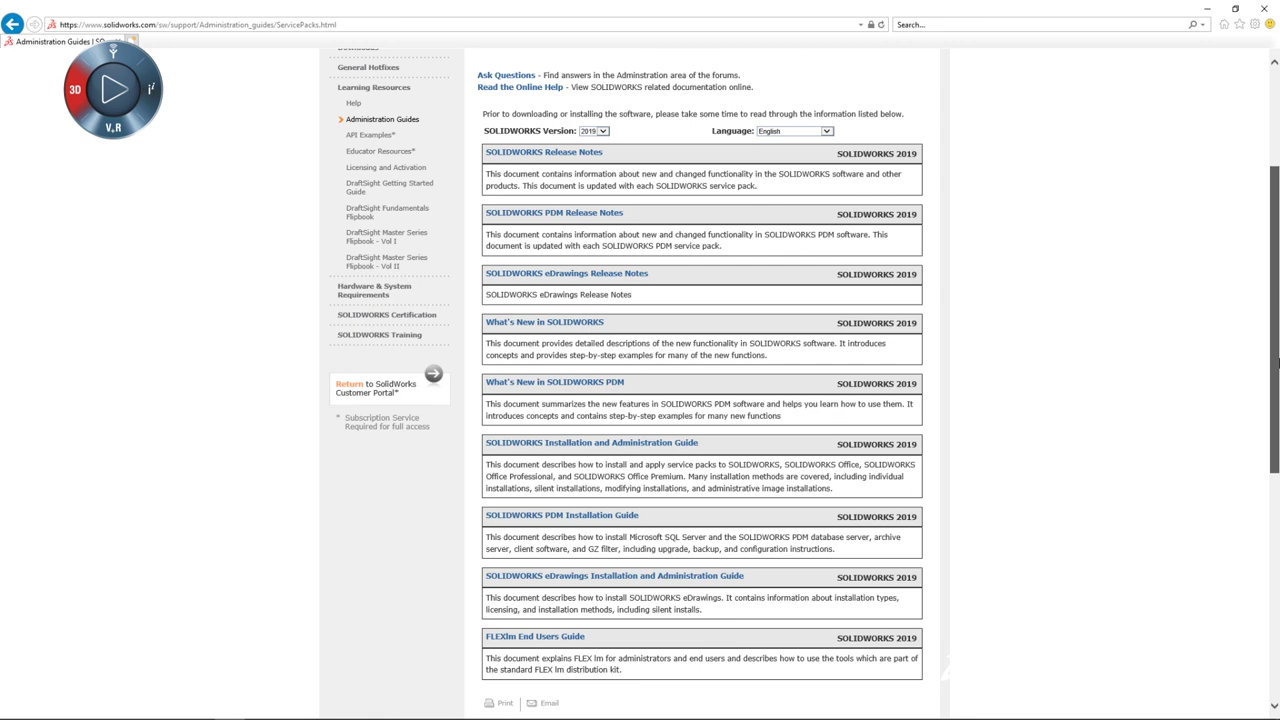 https://www.solidworks.com/sw/support/Administration_guides/ServicePacks.html
Search...
Administration Guides | SO
3D
V,R
General Hotfixes
Learning Resources
Help
Administration Guides
API Examples*
Educator Resources*
Licensing and Activation
DraftSight Getting Started
Guide
DraftSight Fundamentals
Flipbook
DraftSight Master Series
Flipbook - Vol I
DraftSight Master Series
Flipbook - Vol II
Hardware & System
Requirements
SOLIDWORKS Certification
SOLIDWORKS Training
Return to SolidWorks
Customer Portal*
* Subscription Service
Required for full access
Ask Questions - Find answers in the Adminstration area of the forums.
Read the Online Help - View SOLIDWORKS related documentation online.
Prior to downloading or installing the software, please take some time to read through the information listed below.
SOLIDWORKS Version: 2019 Language: English
SOLIDWORKS Release Notes SOLIDWORKS 2019
This document contains information about new and changed functionality in the SOLIDWORKS software and other
products. This document is updated with each SOLIDWORKS service pack.
SOLIDWORKS PDM Release Notes SOLIDWORKS 2019
This document contains information about new and changed functionality in SOLIDWORKS PDM software. This
document is updated with each SOLIDWORKS PDM service pack.
SOLIDWORKS eDrawings Release Notes SOLIDWORKS 2019
SOLIDWORKS eDrawings Release Notes
What's New in SOLIDWORKS SOLIDWORKS 2019
This document provides detailed descriptions of the new functionality in SOLIDWORKS software. It introduces
concepts and provides step-by-step examples for many of the new functions.
What's New in SOLIDWORKS PDM SOLIDWORKS 2019
This document summarizes the new features in SOLIDWORKS PDM software and helps you learn how to use them. It
introduces concepts and contains step-by-step examples for many new functions
SOLIDWORKS Installation and Administration Guide SOLIDWORKS 2019
This document describes how to install and apply service packs to SOLIDWORKS, SOLIDWORKS Office, SOLIDWORKS
Office Professional, and SOLIDWORKS Office Premium. Many installation methods are covered, including individual
installations, silent installations, modifying installations, and administrative image installations.
SOLIDWORKS PDM Installation Guide SOLIDWORKS 2019
This document describes how to install Microsoft SQL Server and the SOLIDWORKS PDM database server, archive
server, client software, and GZ filter, including upgrade, backup, and configuration instructions.
SOLIDWORKS eDrawings Installation and Administration Guide SOLIDWORKS 2019
This document describes how to install SOLIDWORKS eDrawings. It contains information about installation types,
licensing, and installation methods, including silent installs.
FLEXlm End Users Guide SOLIDWORKS 2019
This document explains FLEX lm for administrators and end users and describes how to use the tools which are part of
the standard FLEX lm distribution kit.
Print Email